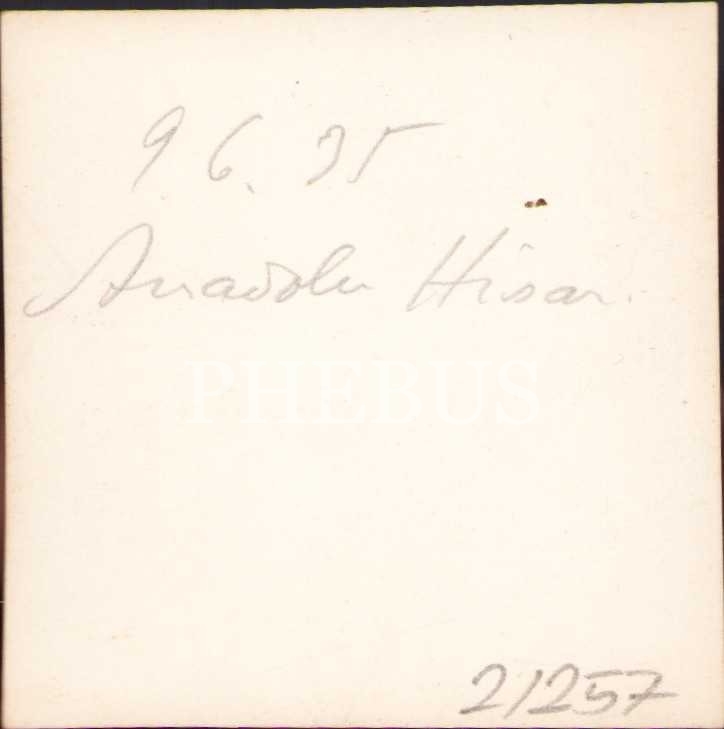 9.6.35
Anadolu Hisar.
PHEBUS
21257